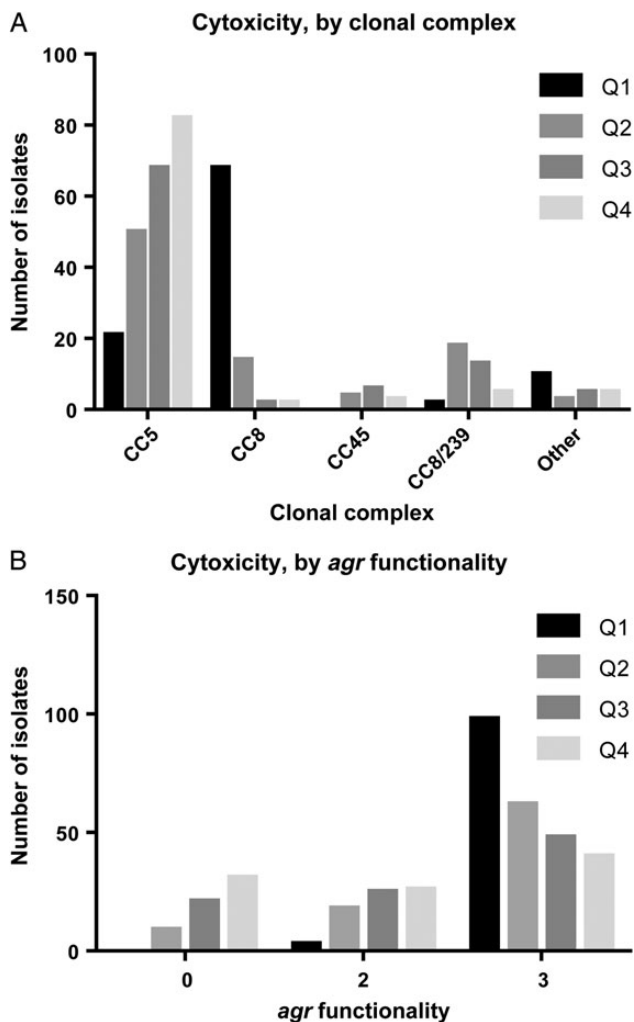 A
Cytoxicity, by clonal complex
100
80
60
40
20
0
Number of isolates
Q1
Q2
Q3
Q4
CC5
CC8
CC45
CC8/239
Other
Clonal complex
B
Cytoxicity, by agr functionality
150
100
50
0
Number of isolates
Q1
Q2
Q3
Q4
0
2
3
agr functionality